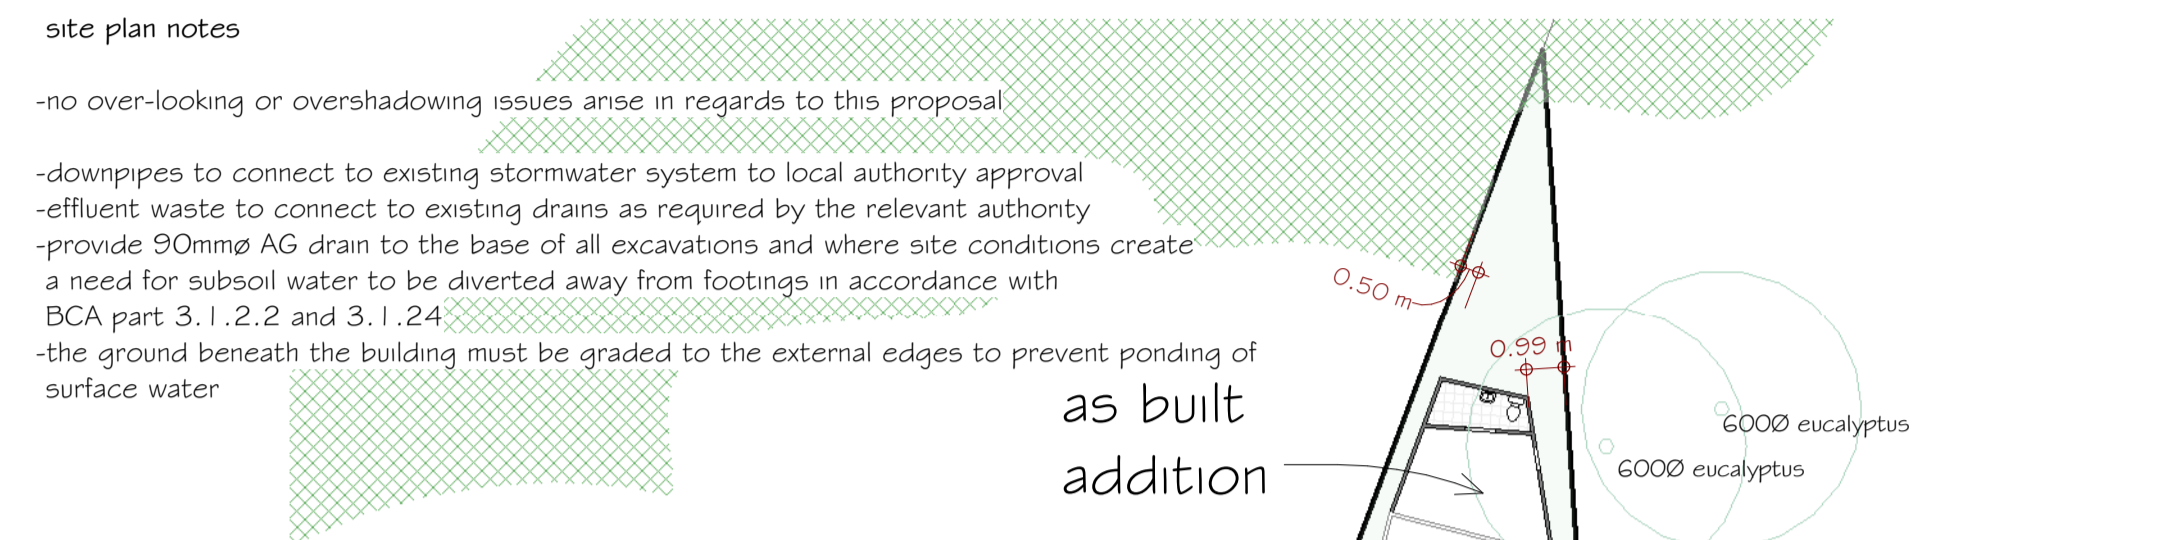 site plan notes
-no over-looking or overshadowing issues arise in regards to this proposal
-downpipes to connect to existing stormwater system to local authority approval
-effluent waste to connect to existing drains as required by the relevant authority
-provide 90mmø AG drain to the base of all excavations and where site conditions create
a need for subsoil water to be diverted away from footings in accordance with
BCA part 3.1.2.2 and 3.1.24
-the ground beneath the building must be graded to the external edges to prevent ponding of
surface water
as built
addition
0.50 m
0.99 m
6000Ø eucalyptus
6000Ø eucalyptus